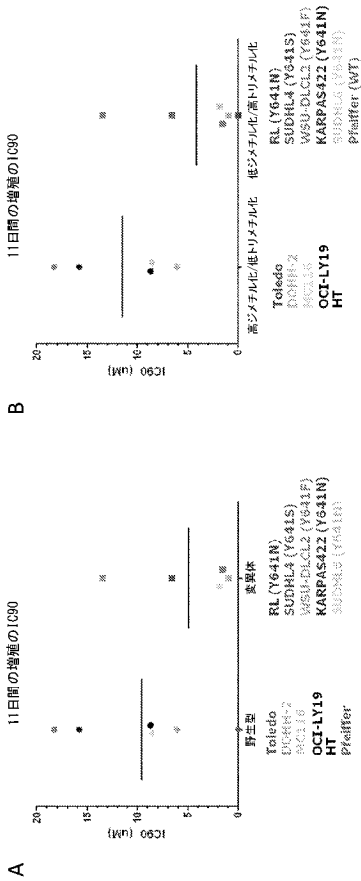 A
11日間の増殖のIC90
IC90 (uM)
20
15
10
5
0
野生型
変異体
Toledo
DOHH-2
MC116
OCI-LY19
HT
Pfeiffer
RL (Y641N)
SUDHL4 (Y641S)
WSU-DLCL2 (Y641F)
KARPAS422 (Y641N)
SUDHL6 (Y641N)
B
11日間の増殖のIC90
IC90 (uM)
20
15
10
5
0
高ジメチル化/低トリメチル化
低ジメチル化/高トリメチル化
Toledo
DOHH-2
MC116
OCI-LY19
HT
RL (Y641N)
SUDHL4 (Y641S)
WSU-DLCL2 (Y641F)
KARPAS422 (Y641N)
SUDHL6 (Y641N)
Pfeiffer (WT)